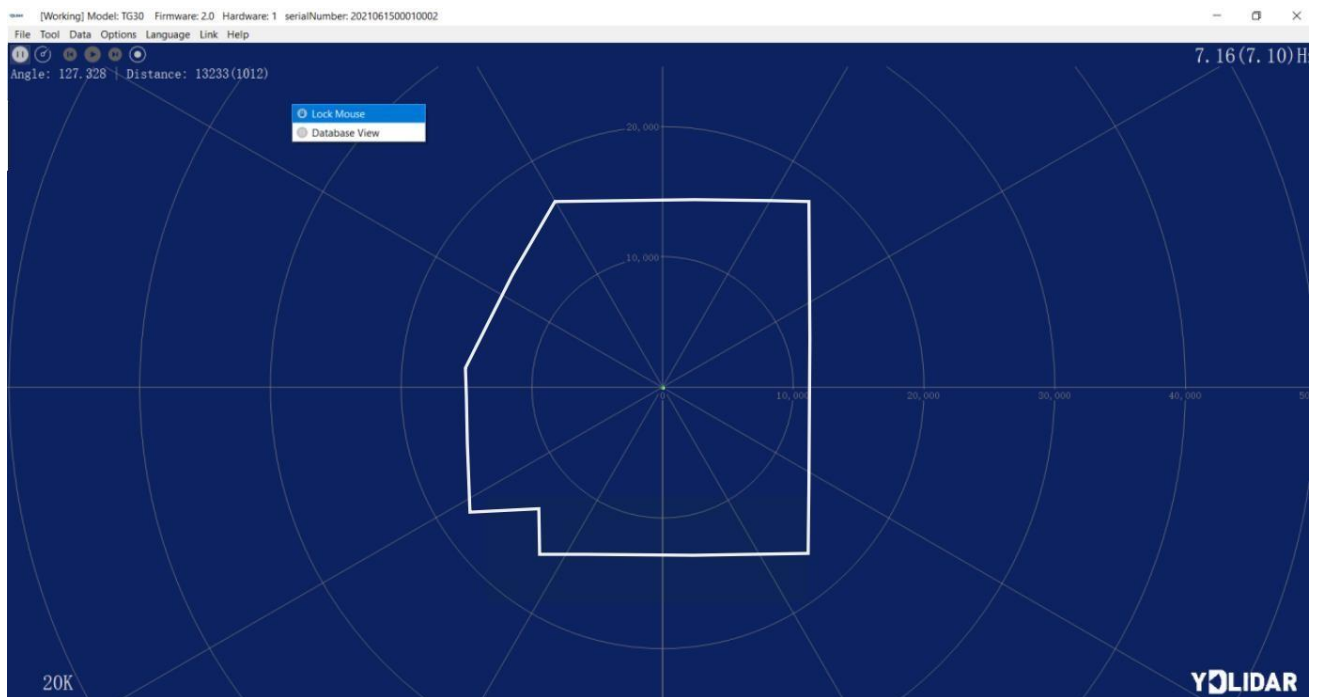 [Working] Model: TG30 Firmware: 2.0 Hardware: 1 serialNumber: 2021061500010002
File Tool Data Options Language Link Help
7.16(7.10)H
Angle: 127.328 | Distance: 13233(1012)
Lock Mouse
Database View
20,000
10,000
0 10,000 20,000 30,000 40,000 50
20K
YDLIDAR